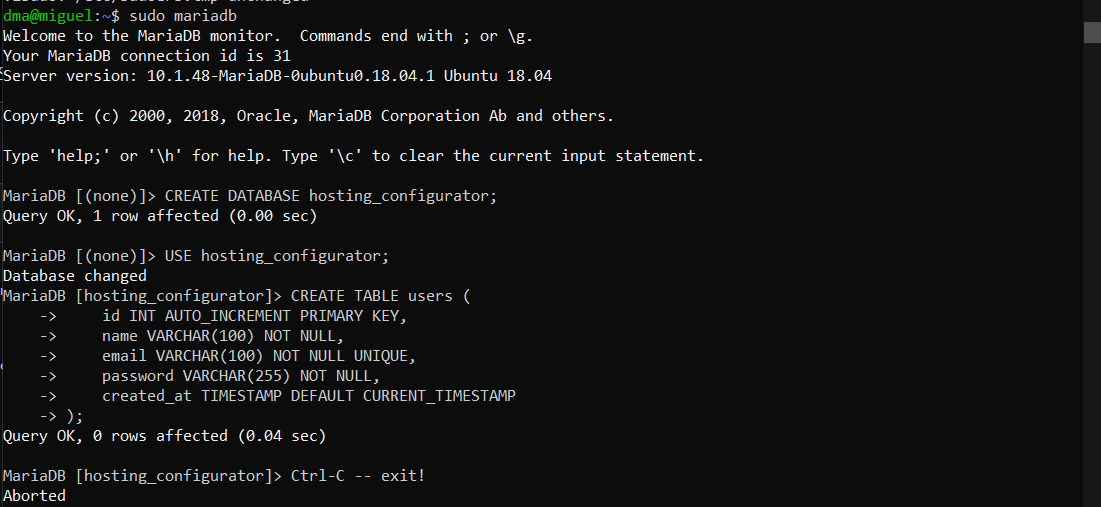 dma@miguel:~$ sudo mariadb
Welcome to the MariaDB monitor.  Commands end with ; or \g.
Your MariaDB connection id is 31
Server version: 10.1.48-MariaDB-0ubuntu0.18.04.1 Ubuntu 18.04

Copyright (c) 2000, 2018, Oracle, MariaDB Corporation Ab and others.

Type 'help;' or '\h' for help. Type '\c' to clear the current input statement.

MariaDB [(none)]> CREATE DATABASE hosting_configurator;
Query OK, 1 row affected (0.00 sec)

MariaDB [(none)]> USE hosting_configurator;
Database changed
MariaDB [hosting_configurator]> CREATE TABLE users (
    ->     id INT AUTO_INCREMENT PRIMARY KEY,
    ->     name VARCHAR(100) NOT NULL,
    ->     email VARCHAR(100) NOT NULL UNIQUE,
    ->     password VARCHAR(255) NOT NULL,
    ->     created_at TIMESTAMP DEFAULT CURRENT_TIMESTAMP
    -> );
Query OK, 0 rows affected (0.04 sec)

MariaDB [hosting_configurator]> Ctrl-C -- exit!
Aborted